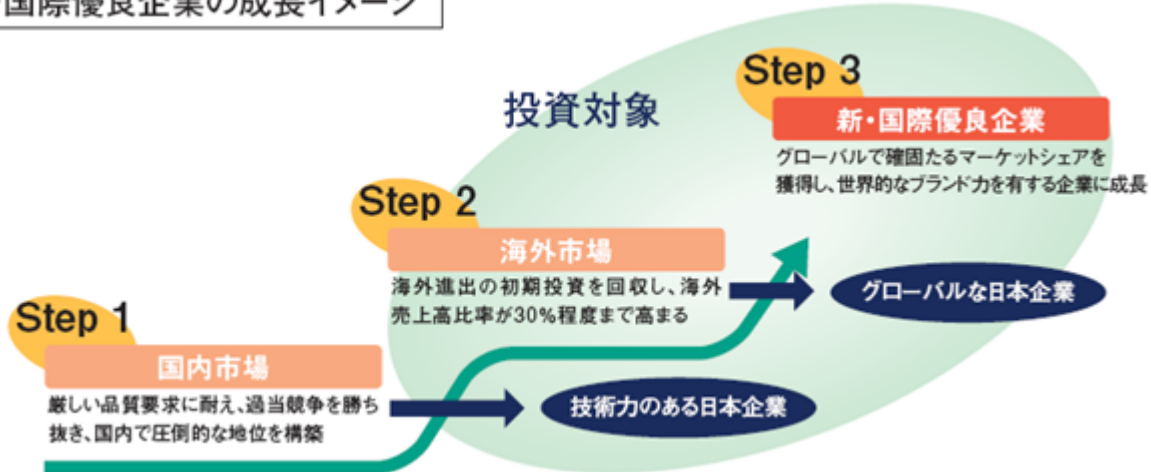 国際優良企業の成長イメージ
投資対象
Step 3
新・国際優良企業
グローバルで確固たるマーケットシェアを
獲得し、世界的なブランド力を有する企業に成長
Step 2
海外市場
海外進出の初期投資を回収し、海外
売上高比率が30%程度まで高まる
グローバルな日本企業
Step 1
国内市場
厳しい品質要求に耐え、過当競争を勝ち
抜き、国内で圧倒的な地位を構築
技術力のある日本企業